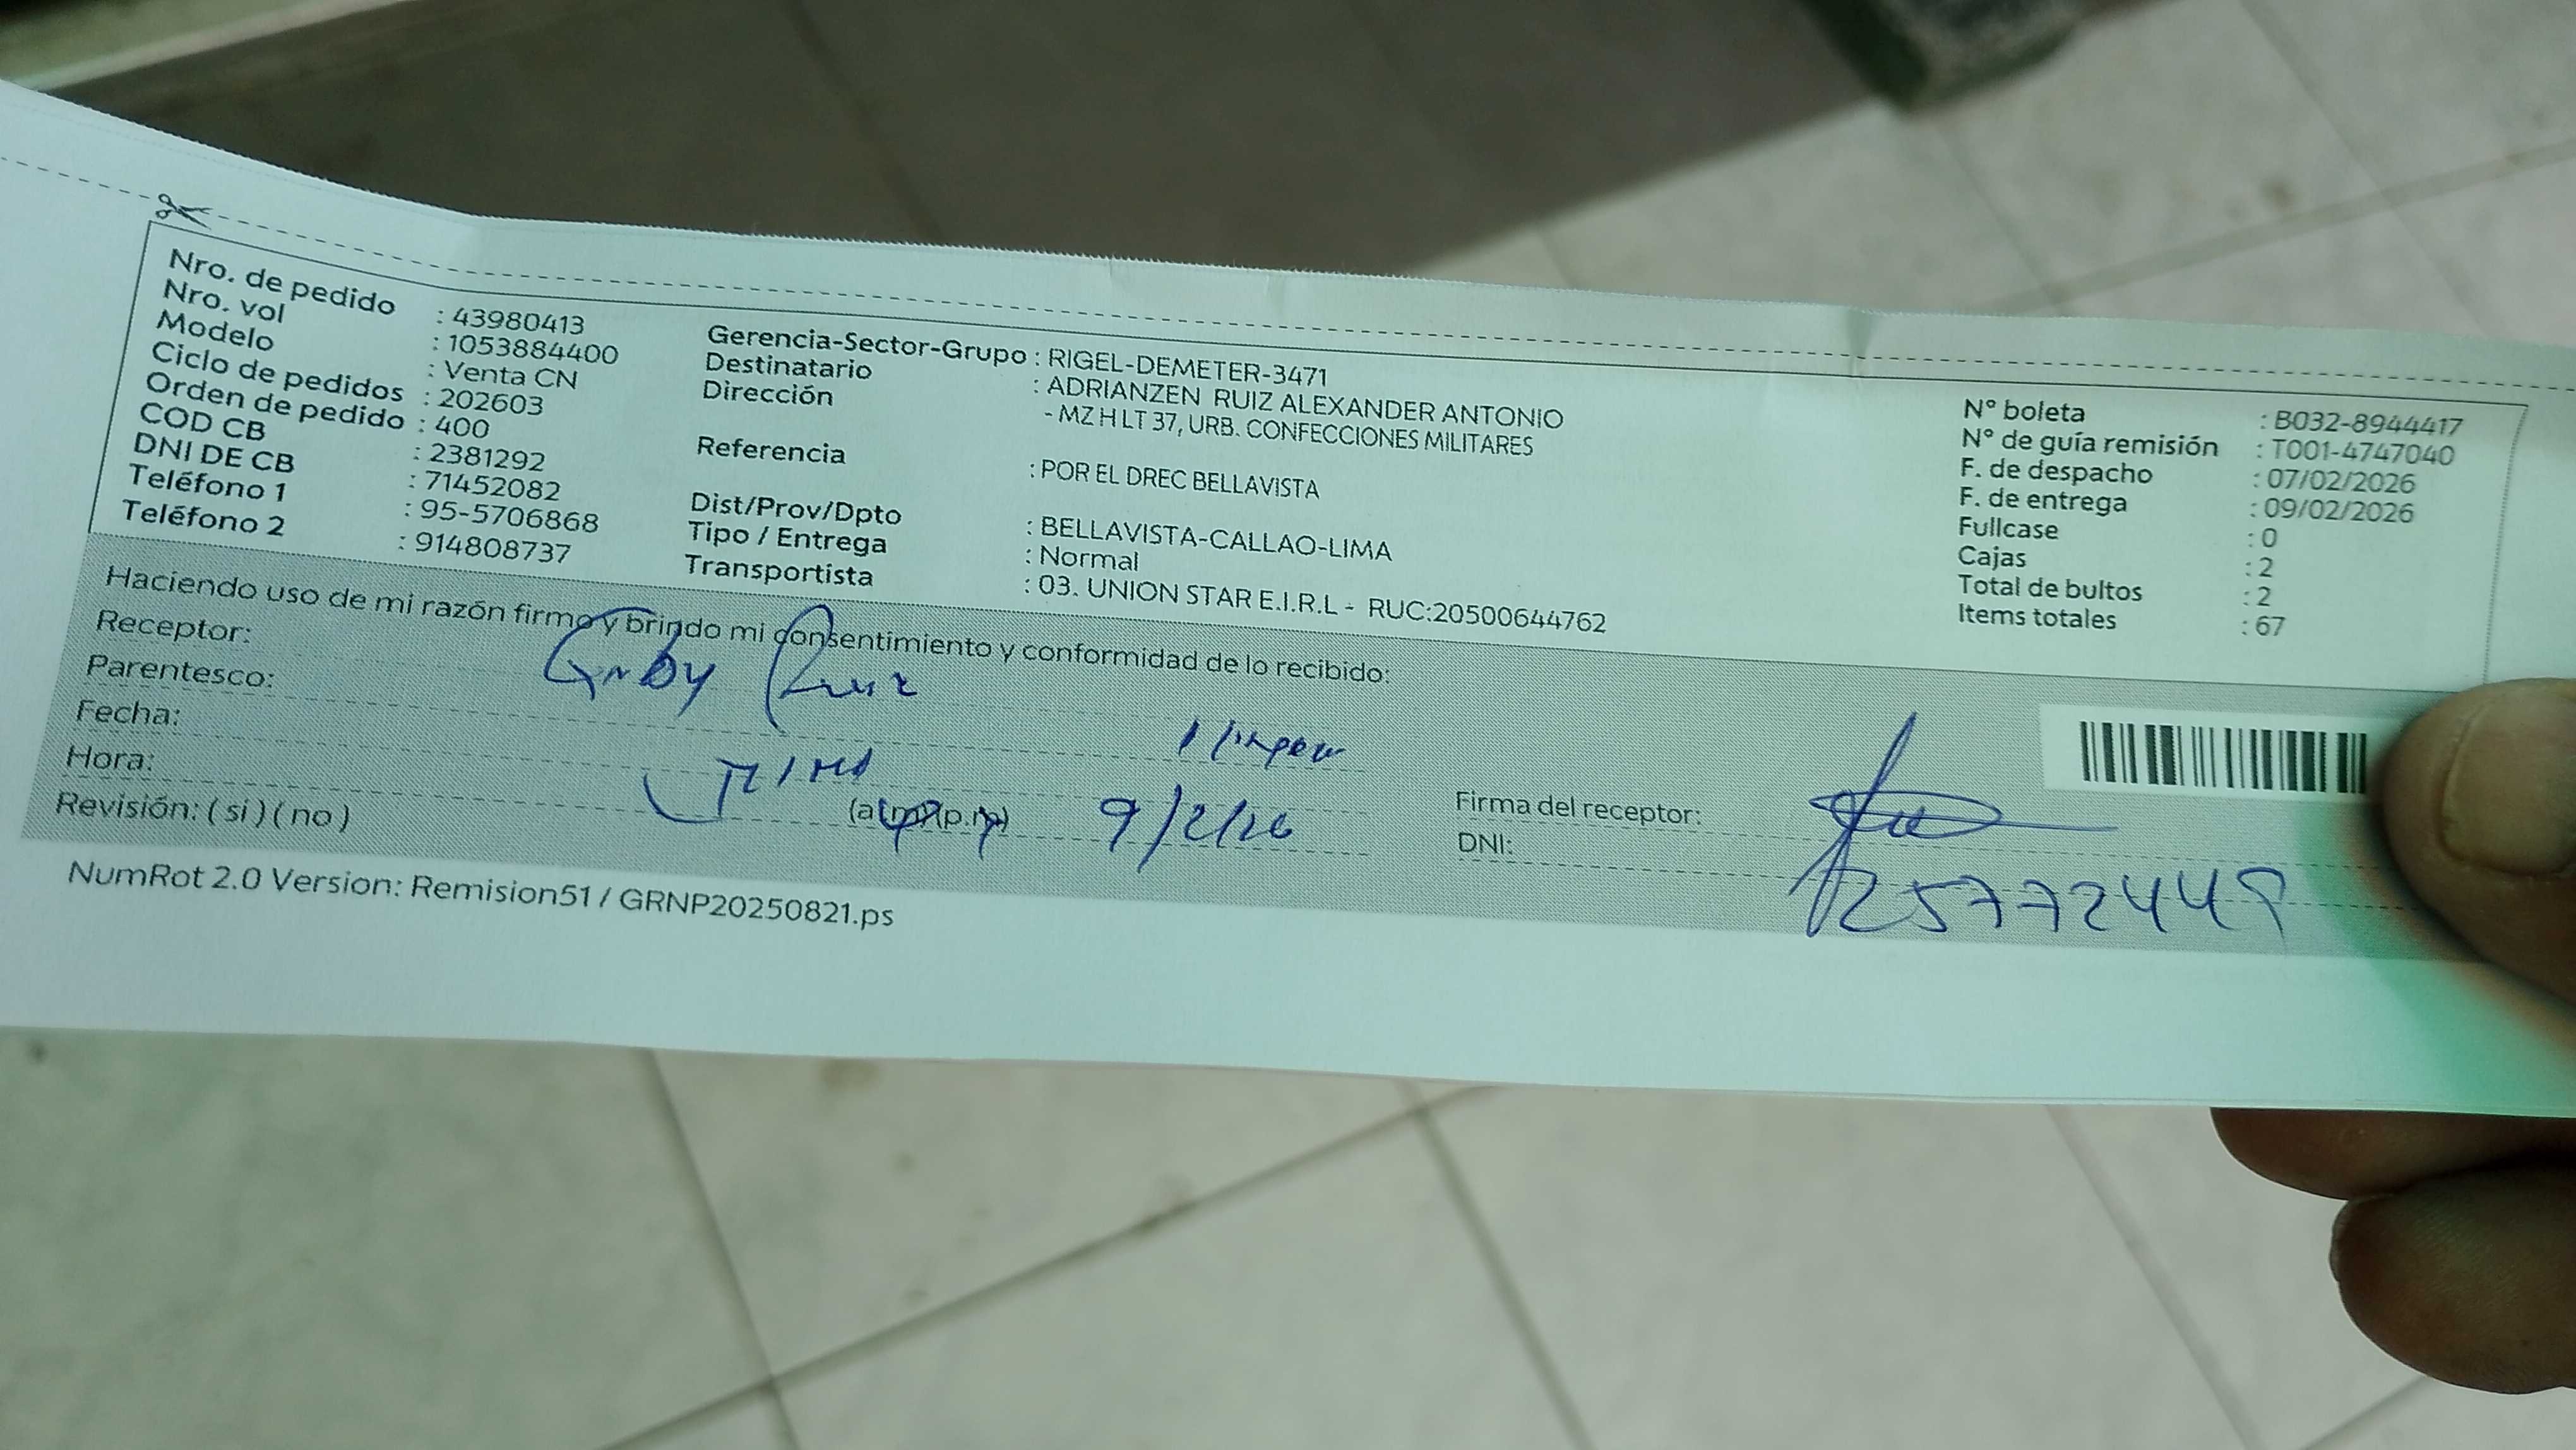 Nro. de pedido : 43980413
Nro. vol : 1053884400
Modelo : Venta CN
Ciclo de pedidos : 202603
Orden de pedido : 400
COD CB : 2381292
DNI DE CB : 71452082
Teléfono 1 : 95-5706868
Teléfono 2 : 914808737
Gerencia-Sector-Grupo : RIGEL-DEMETER-3471
Destinatario : ADRIANZEN RUIZ ALEXANDER ANTONIO
Dirección - MZ H LT 37, URB. CONFECCIONES MILITARES
Referencia : POR EL DREC BELLAVISTA
Dist/Prov/Dpto : BELLAVISTA-CALLAO-LIMA
Tipo / Entrega : Normal
Transportista : 03. UNION STAR E.I.R.L - RUC:20500644762
N° boleta : B032-8944417
N° de guía remisión : T001-4747040
F. de despacho : 07/02/2026
F. de entrega : 09/02/2026
Fullcase : 0
Cajas : 2
Total de bultos : 2
Items totales : 67
Haciendo uso de mi razón firmo y brindo mi consentimiento y conformidad de lo recibido:
Receptor: Gaby Ruiz
Parentesco:
Fecha:
Hora: (a.m) (p.m) 9/2/26
Revisión: ( si ) ( no )
Firma del receptor:
DNI: 2577244
NumRot 2.0 Version: Remision51 / GRNP20250821.ps